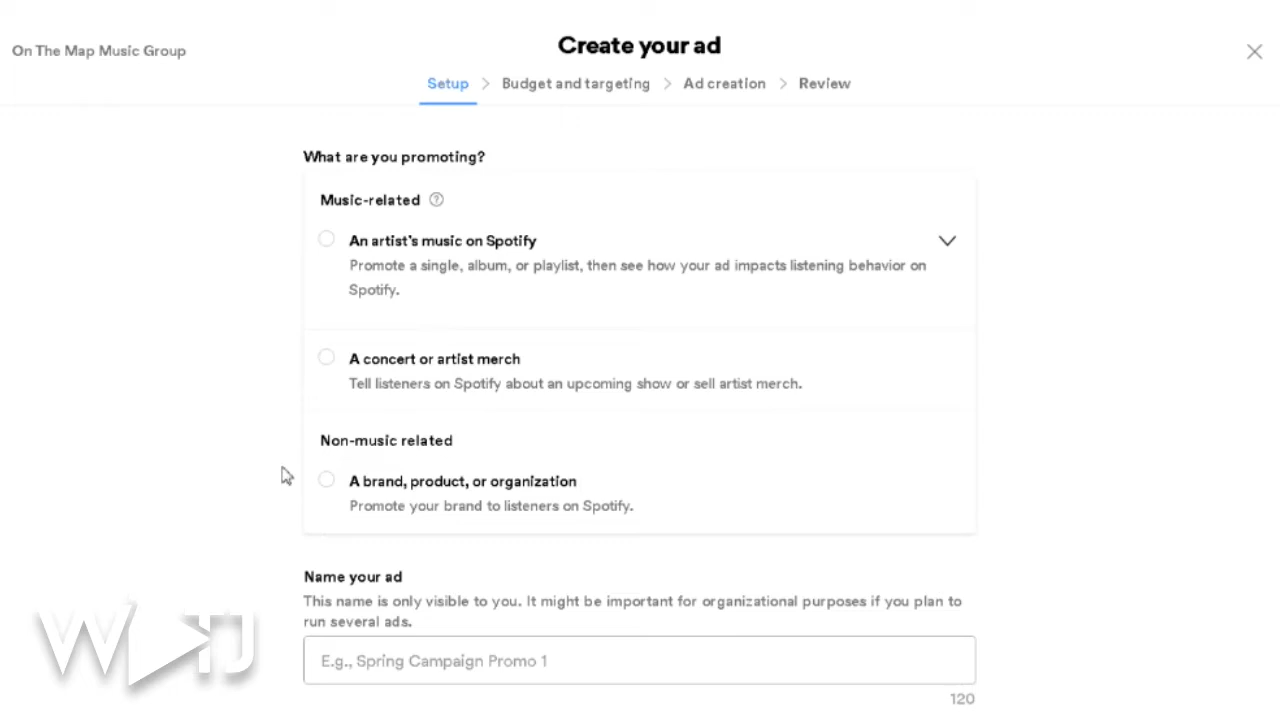 On The Map Music Group
Create your ad
Setup
Budget and targeting
Ad creation
Review
What are you promoting?
Music-related ?
An artist's music on Spotify
Promote a single, album, or playlist, then see how your ad impacts listening behavior on
Spotify.
A concert or artist merch
Tell listeners on Spotify about an upcoming show or sell artist merch.
Non-music related
A brand, product, or organization
Promote your brand to listeners on Spotify.
Name your ad
This name is only visible to you. It might be important for organizational purposes if you plan to
run several ads.
E.g., Spring Campaign Promo 1
120